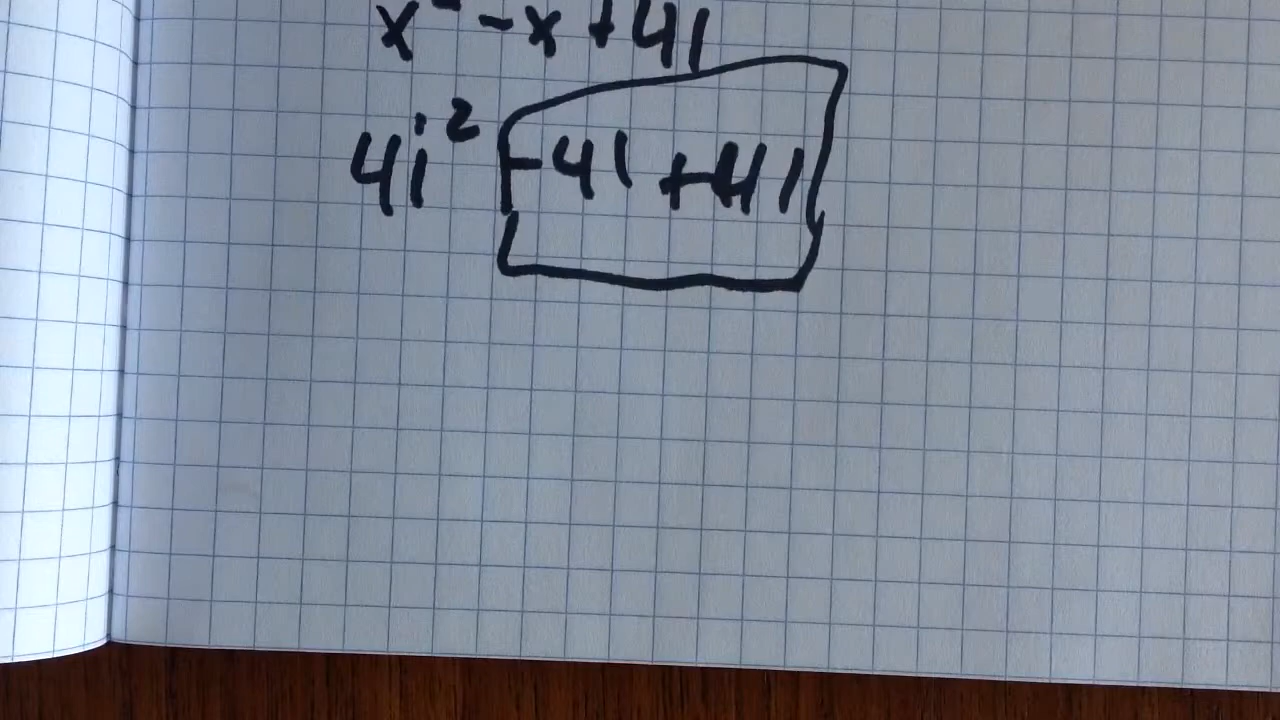 x² - x + 41
41² - 41 + 41